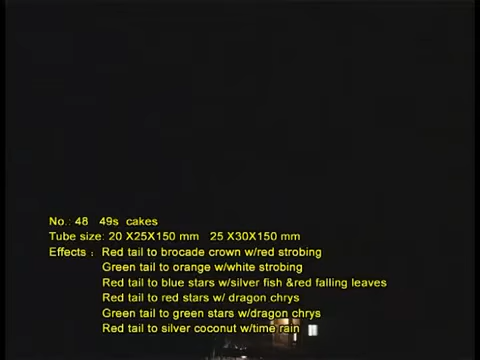 No.: 48   49s  cakes
Tube size: 20 X25X150 mm   25 X30X150 mm
Effects : Red tail to brocade crown w/red strobing
Green tail to orange w/white strobing
Red tail to blue stars w/silver fish &red falling leaves
Red tail to red stars w/ dragon chrys
Green tail to green stars w/dragon chrys
Red tail to silver coconut w/time rain